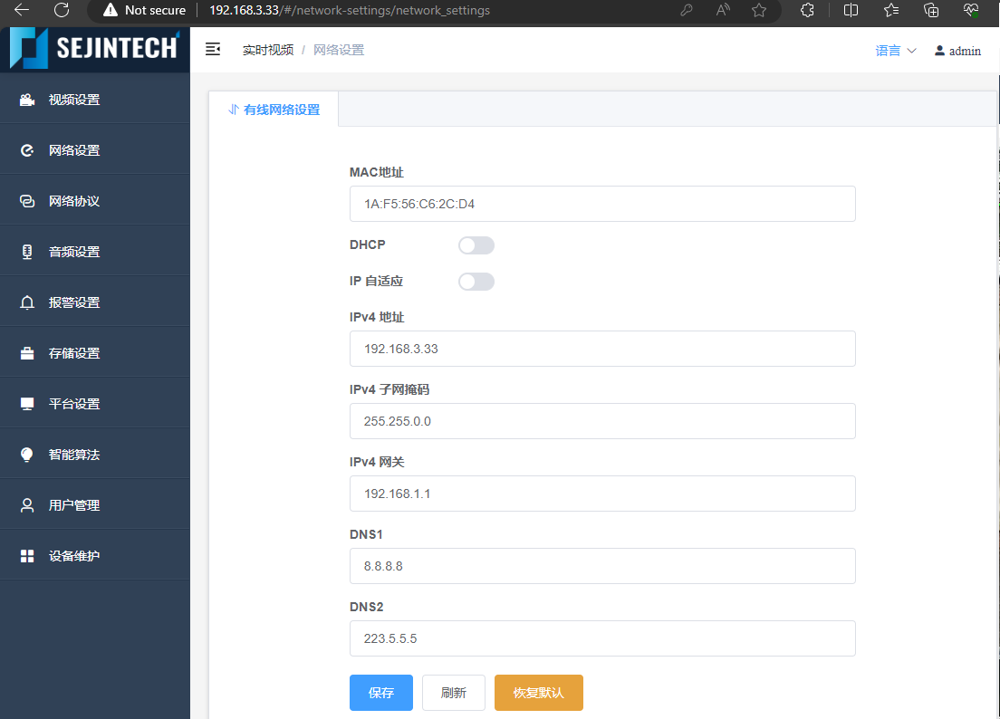 Not secure
192.168.3.33/#/network-settings/network_settings
SEJINTECH
实时视频 / 网络设置
语言
admin
视频设置
网络设置
网络协议
音频设置
报警设置
存储设置
平台设置
智能算法
用户管理
设备维护
有线网络设置
MAC地址
1A:F5:56:C6:2C:D4
DHCP
IP 自适应
IPv4 地址
192.168.3.33
IPv4 子网掩码
255.255.0.0
IPv4 网关
192.168.1.1
DNS1
8.8.8.8
DNS2
223.5.5.5
保存 刷新 恢复默认